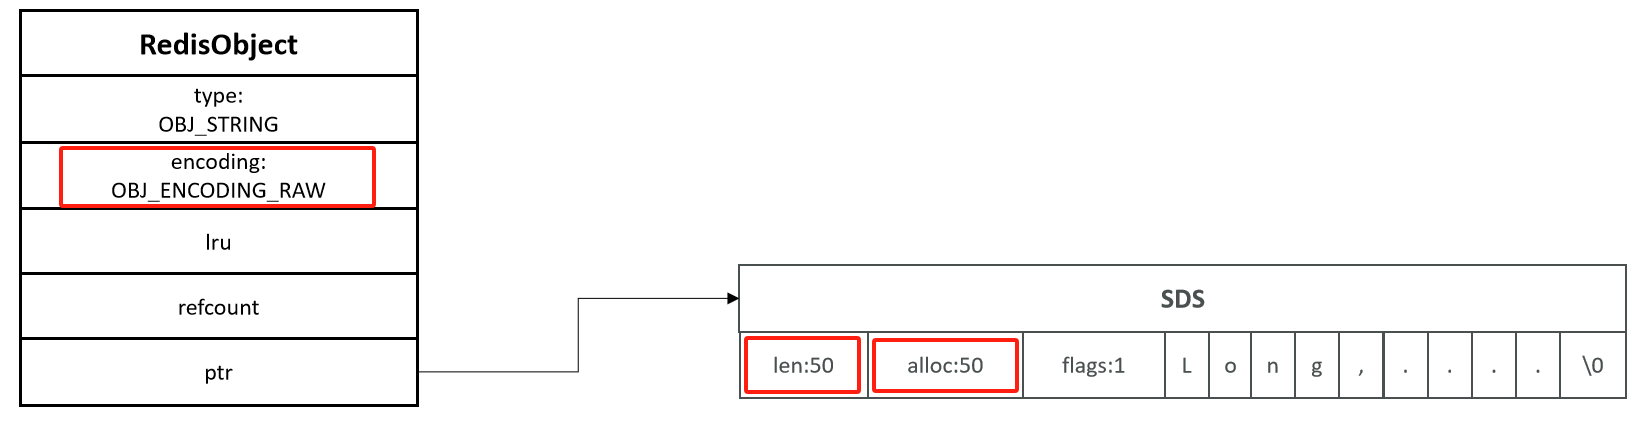 RedisObject
type:
OBJ_STRING
encoding:
OBJ_ENCODING_RAW
lru
refcount
ptr
SDS
len:50 alloc:50 flags:1 L o n g , . . . . \0